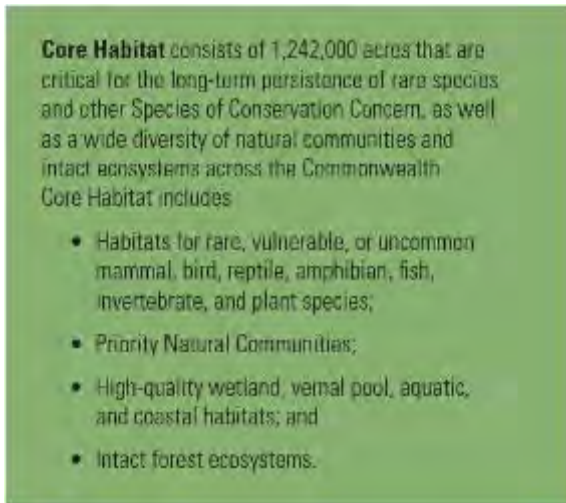 Core Habitat consists of 1,242,000 acres that are
critical for the long-term persistence of rare species
and other Species of Conservation Concern, as well
as a wide diversity of natural communities and
intact ecosystems across the Commonwealth
Core Habitat includes
• Habitats for rare, vulnerable, or uncommon
mammal, bird, reptile, amphibian, fish,
invertebrate, and plant species;
• Priority Natural Communities;
• High-quality wetland, vernal pool, aquatic,
and coastal habitats; and
• Intact forest ecosystems.